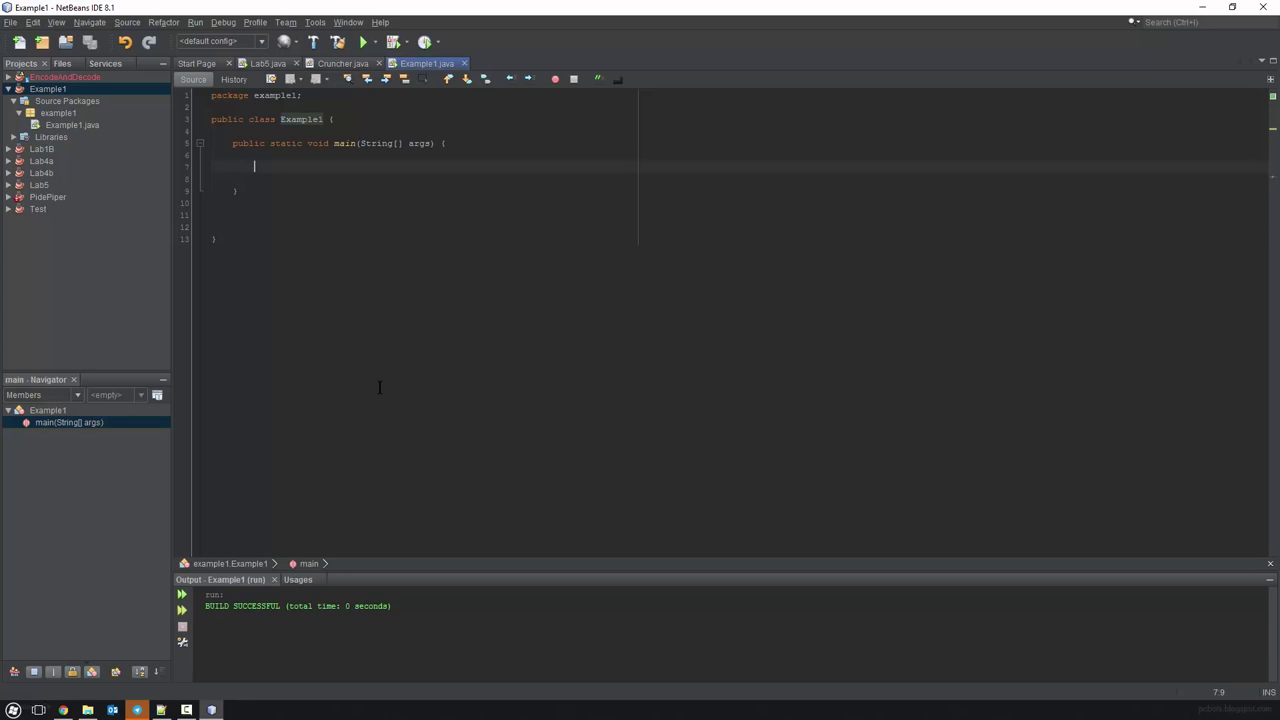 Example1 - NetBeans IDE 8.1
File Edit View Navigate Source Refactor Run Debug Profile Team Tools Window Help
Search (Ctrl+I)
<default config>
Projects Files Services
Start Page Lab5.java Cruncher.java Example1.java
Source History
EncodeAndDecode
Example1
Source Packages
example1
Example1.java
Libraries
Lab1B
Lab4a
Lab4b
Lab5
PidePiper
Test
1 package example1;
2
3 public class Example1 {
4
5 public static void main(String[] args) {
6
7
8
9 }
10
11
12
13 }
main - Navigator
Members <empty>
Example1
main(String[] args)
example1.Example1 main
Output - Example1 (run) Usages
run:
BUILD SUCCESSFUL (total time: 0 seconds)
7:9 INS